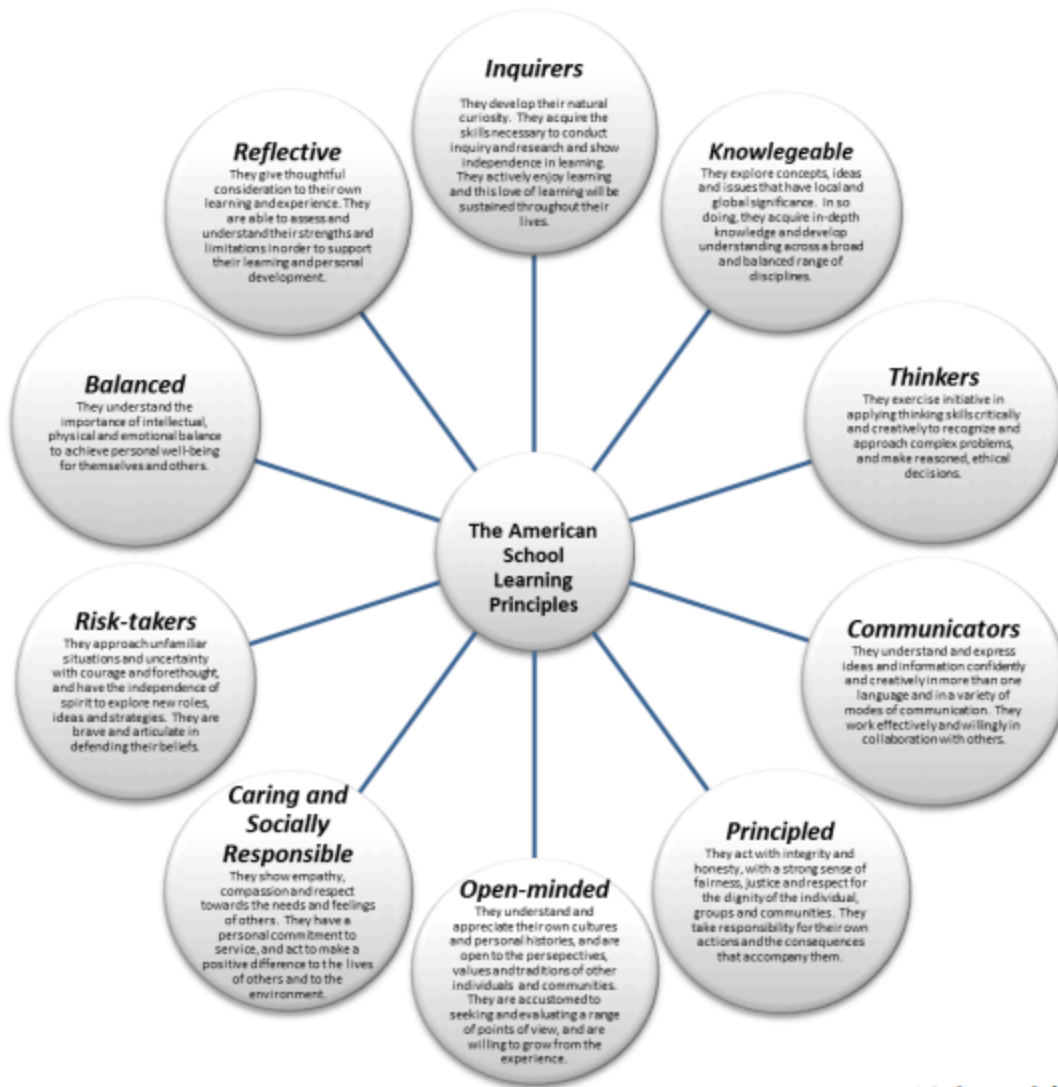 Inquirers
They develop their natural
curiosity. They acquire the
skills necessary to conduct
inquiry and research and show
independence in learning.
They actively enjoy learning
and this love of learning will be
sustained throughout their
lives.
Knowlegeable
They explore concepts, ideas
and issues that have local and
global significance. In so
doing, they acquire in-depth
knowledge and develop
understanding across a broad
and balanced range of
disciplines.
Thinkers
They exercise initiative in
applying thinking skills critically
and creatively to recognize and
approach complex problems,
and make reasoned, ethical
decisions.
Communicators
They understand and express
ideas and information confidently
and creatively in more than one
language and in a variety of
modes of communication. They
work effectively and willingly in
collaboration with others.
Principled
They act with integrity and
honesty, with a strong sense of
fairness, justice and respect for
the dignity of the individual,
groups and communities. They
take responsibility for their own
actions and the consequences
that accompany them.
Open-minded
They understand and
appreciate their own cultures
and personal histories, and are
open to the persepectives,
values and traditions of other
individuals and communities.
They are accustomed to
seeking and evaluating a range
of points of view, and are
willing to grow from the
experience.
Caring and
Socially
Responsible
They show empathy,
compassion and respect
towards the needs and feelings
of others. They have a
personal commitment to
service, and act to make a
positive difference to the lives
of others and to the
environment.
Risk-takers
They approach unfamiliar
situations and uncertainty
with courage and forethought,
and have the independence of
spirit to explore new roles,
ideas and strategies. They are
brave and articulate in
defending their beliefs.
Balanced
They understand the
importance of intellectual,
physical and emotional balance
to achieve personal well-being
for themselves and others.
Reflective
They give thoughtful
consideration to their own
learning and experience. They
are able to assess and
understand their strengths and
limitations in order to support
their learning and personal
development.
The American
School
Learning
Principles